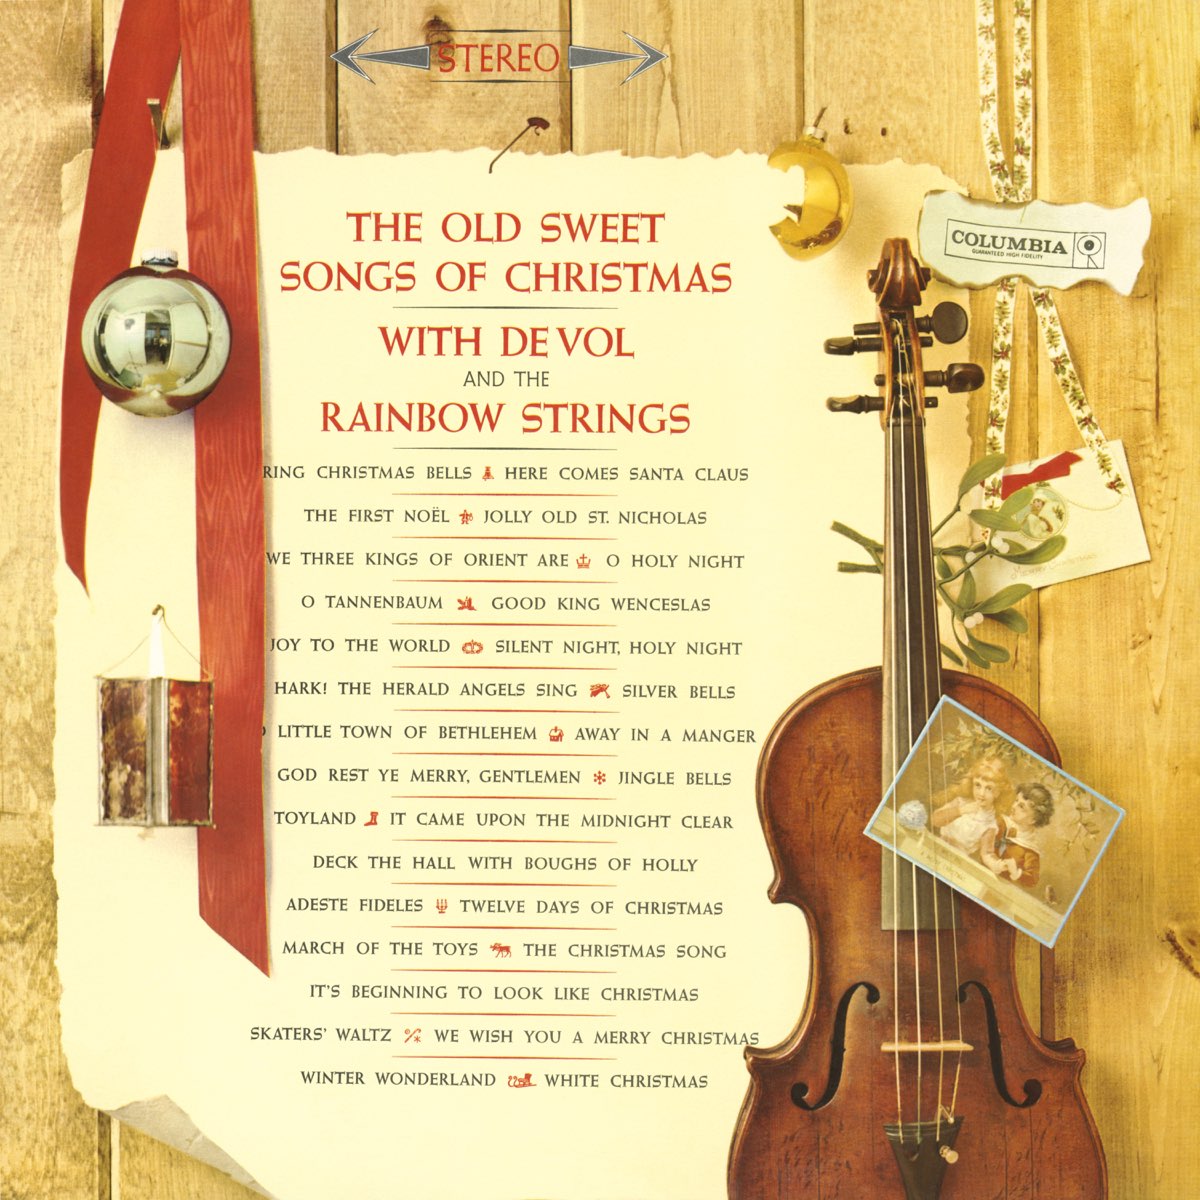 STEREO
THE OLD SWEET
SONGS OF CHRISTMAS
WITH DE VOL
AND THE
RAINBOW STRINGS
COLUMBIA
GUARANTEED HIGH FIDELITY
RING CHRISTMAS BELLS HERE COMES SANTA CLAUS
THE FIRST NOËL JOLLY OLD ST. NICHOLAS
WE THREE KINGS OF ORIENT ARE O HOLY NIGHT
O TANNENBAUM GOOD KING WENCESLAS
JOY TO THE WORLD SILENT NIGHT, HOLY NIGHT
HARK! THE HERALD ANGELS SING SILVER BELLS
O LITTLE TOWN OF BETHLEHEM AWAY IN A MANGER
GOD REST YE MERRY, GENTLEMEN JINGLE BELLS
TOYLAND IT CAME UPON THE MIDNIGHT CLEAR
DECK THE HALL WITH BOUGHS OF HOLLY
ADESTE FIDELES TWELVE DAYS OF CHRISTMAS
MARCH OF THE TOYS THE CHRISTMAS SONG
IT'S BEGINNING TO LOOK LIKE CHRISTMAS
SKATERS' WALTZ WE WISH YOU A MERRY CHRISTMAS
WINTER WONDERLAND WHITE CHRISTMAS